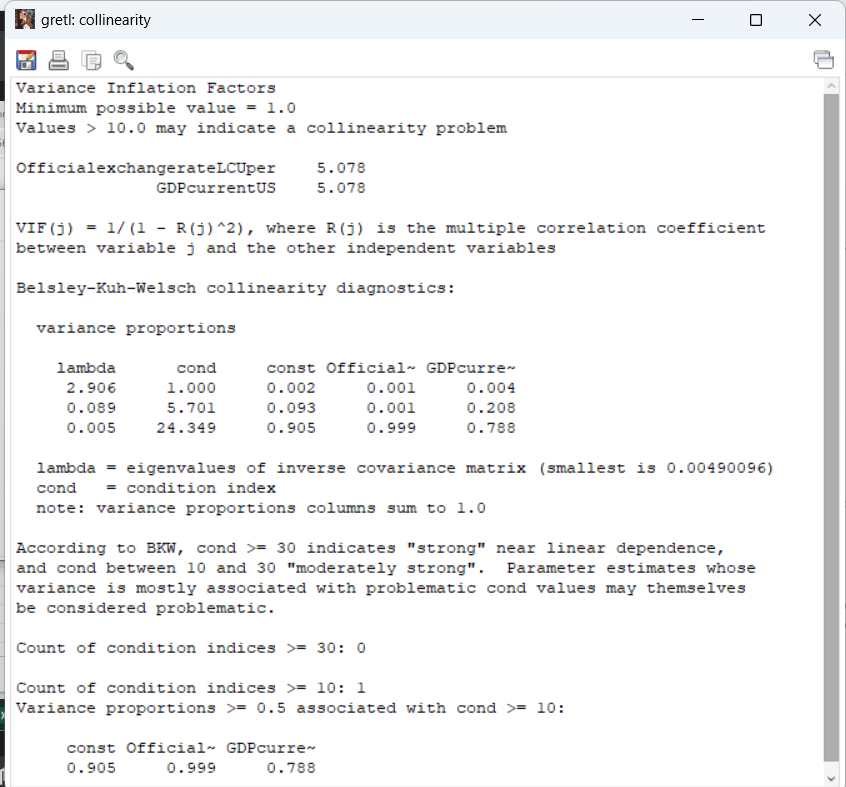 gretl: collinearity
Variance Inflation Factors
Minimum possible value = 1.0
Values > 10.0 may indicate a collinearity problem
OfficialexchangerateLCUper 5.078
GDPcurrentUS 5.078
VIF(j) = 1/(1 - R(j)^2), where R(j) is the multiple correlation coefficient
between variable j and the other independent variables
Belsley-Kuh-Welsch collinearity diagnostics:
variance proportions
lambda cond const Official~ GDPcurre~
2.906 1.000 0.002 0.001 0.004
0.089 5.701 0.093 0.001 0.208
0.005 24.349 0.905 0.999 0.788
lambda = eigenvalues of inverse covariance matrix (smallest is 0.00490096)
cond = condition index
note: variance proportions columns sum to 1.0
According to BKW, cond >= 30 indicates "strong" near linear dependence,
and cond between 10 and 30 "moderately strong". Parameter estimates whose
variance is mostly associated with problematic cond values may themselves
be considered problematic.
Count of condition indices >= 30: 0
Count of condition indices >= 10: 1
Variance proportions >= 0.5 associated with cond >= 10:
const Official~ GDPcurre~
0.905 0.999 0.788